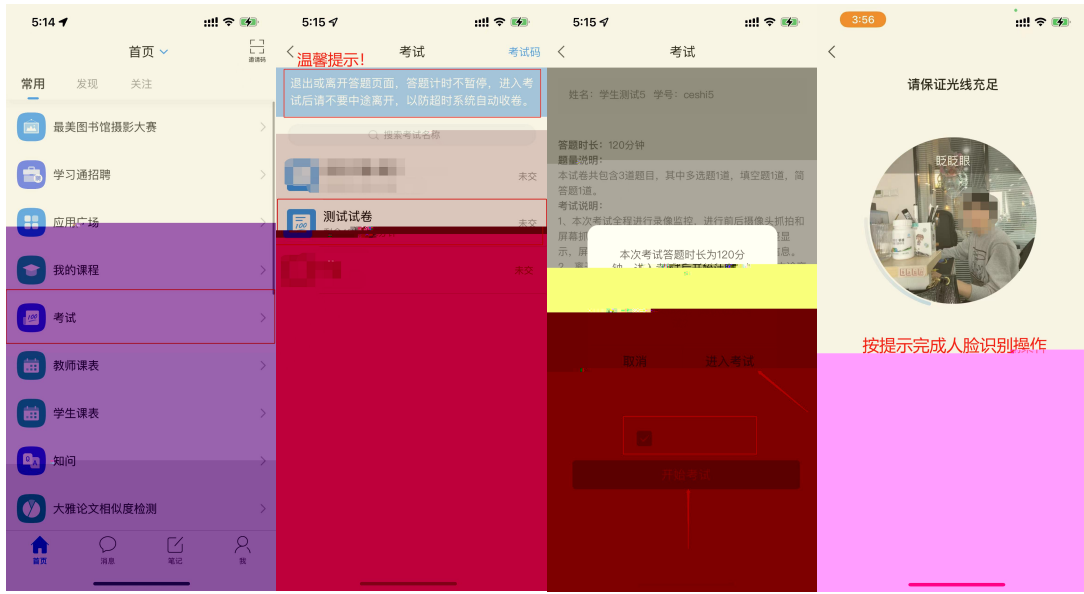 5:14
首页
邀请码
常用 发现 关注
最美图书馆摄影大赛
学习通招聘
应用广场
我的课程
考试
教师课表
学生课表
知问
大雅论文相似度检测
首页 消息 笔记 我
5:15
考试
考试码
温馨提示!
退出或离开答题页面，答题计时不暂停，进入考
试后请不要中途离开，以防超时系统自动收卷。
搜索考试名称
未交
测试试卷
未交
未交
5:15
考试
姓名：学生测试5 学号：ceshi5
答题时长：120分钟
题量说明：
本试卷共包含3道题目，其中多选题1道，填空题1道，简
答题1道。
考试说明：
1、本次考试全程进行录像监控，进行前后摄像头抓拍和
屏幕抓
示，屏
本次考试答题时长为120分
取消 进入考试
开始考试
3:56
请保证光线充足
眨眨眼
按提示完成人脸识别操作